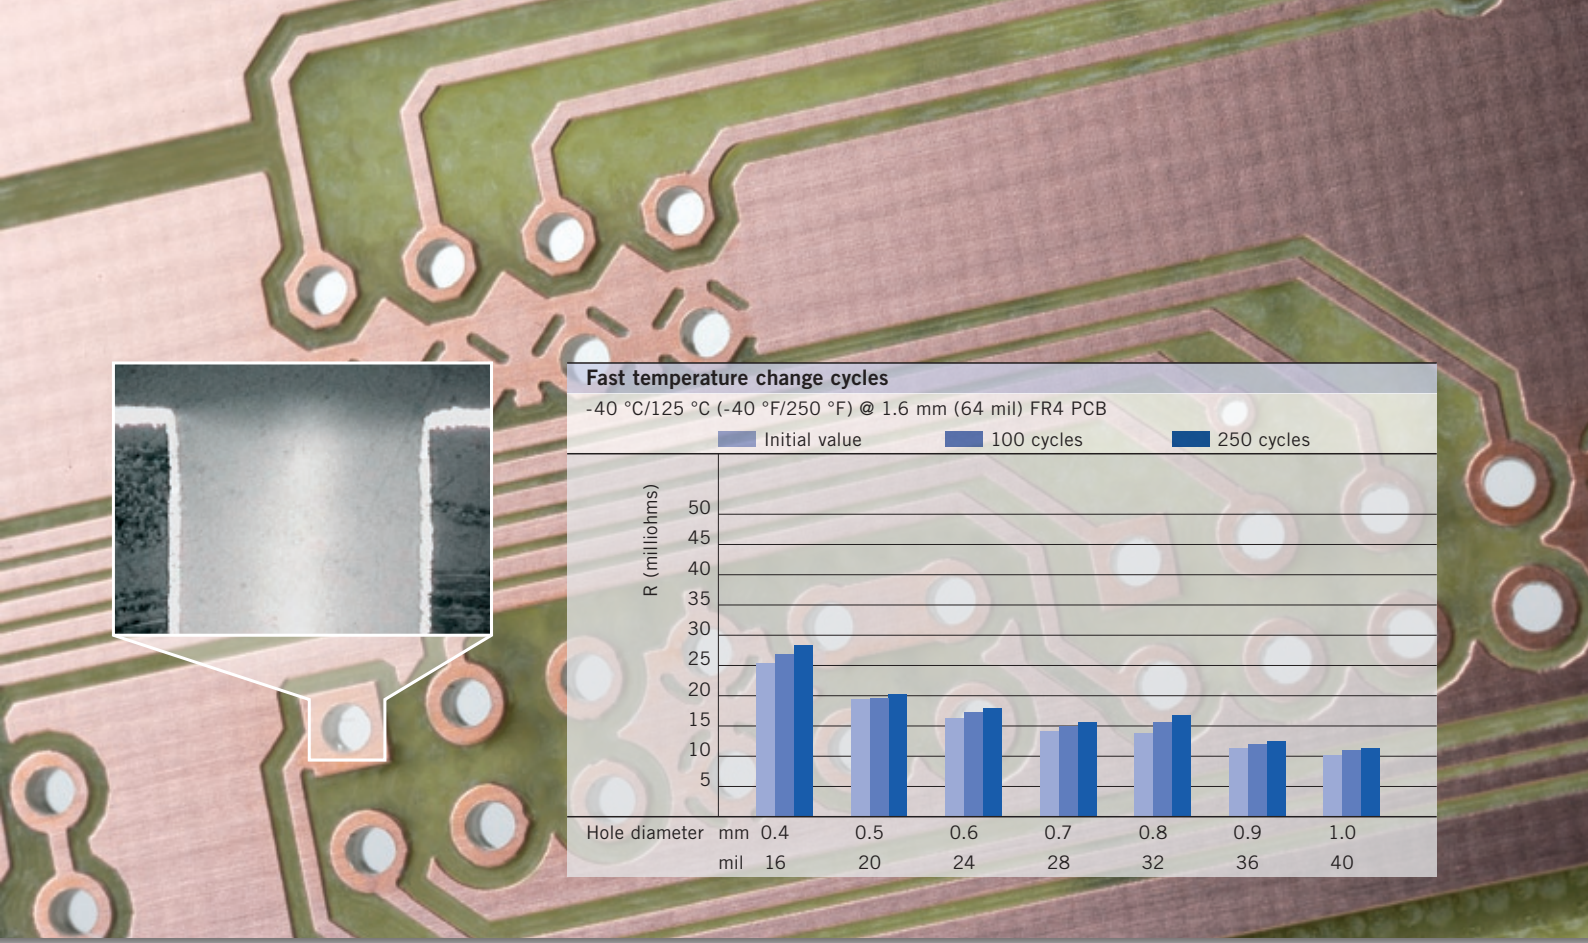 Fast temperature change cycles
-40 °C/125 °C (-40 °F/250 °F) @ 1.6 mm (64 mil) FR4 PCB
Initial value 100 cycles 250 cycles
R (milliohms)
50
45
40
35
30
25
20
15
10
5
Hole diameter mm 0.4 0.5 0.6 0.7 0.8 0.9 1.0
mil 16 20 24 28 32 36 40